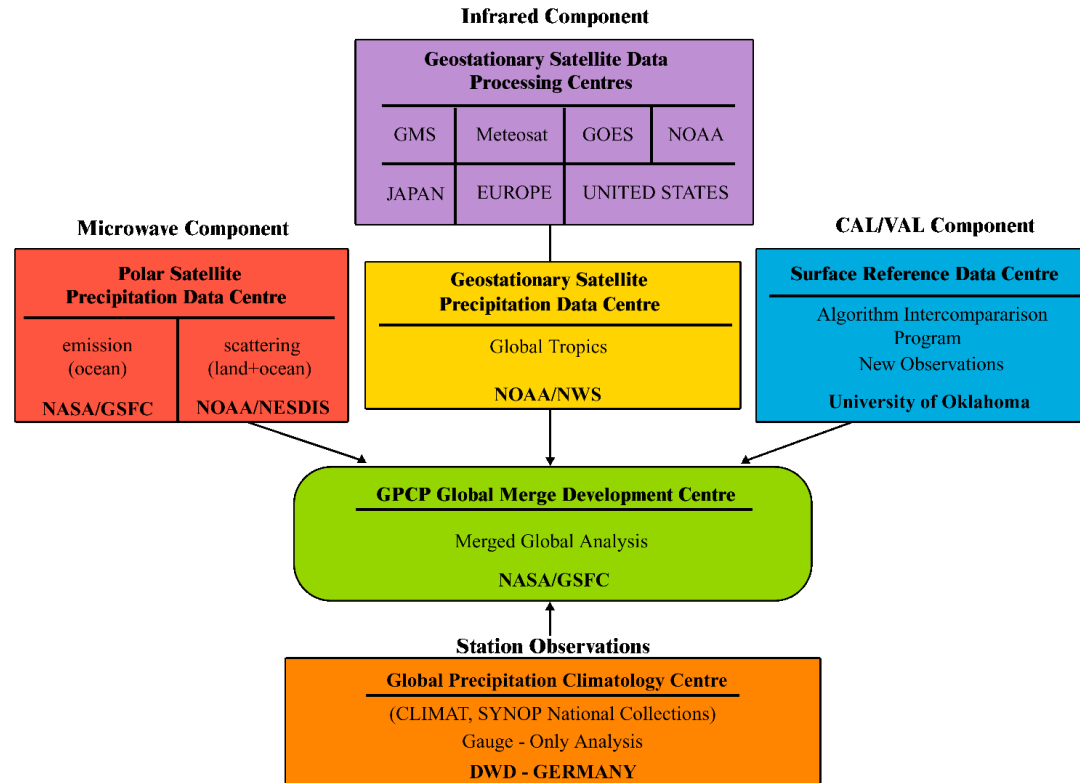 Infrared Component
Geostationary Satellite Data
Processing Centres
GMS
Meteosat
GOES
NOAA
JAPAN
EUROPE
UNITED STATES
Microwave Component
Polar Satellite
Precipitation Data Centre
emission
(ocean)
NASA/GSFC
scattering
(land+ocean)
NOAA/NESDIS
Geostationary Satellite
Precipitation Data Centre
Global Tropics
NOAA/NWS
CAL/VAL Component
Surface Reference Data Centre
Algorithm Intercompararison
Program
New Observations
University of Oklahoma
GPCP Global Merge Development Centre
Merged Global Analysis
NASA/GSFC
Station Observations
Global Precipitation Climatology Centre
(CLIMAT, SYNOP National Collections)
Gauge - Only Analysis
DWD - GERMANY